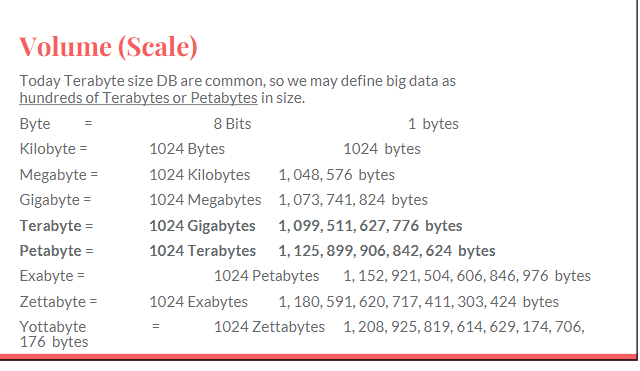 Volume (Scale)
Today Terabyte size DB are common, so we may define big data as
hundreds of Terabytes or Petabytes in size.
Byte = 8 Bits 1 bytes
Kilobyte = 1024 Bytes 1024 bytes
Megabyte = 1024 Kilobytes 1, 048, 576 bytes
Gigabyte = 1024 Megabytes 1, 073, 741, 824 bytes
Terabyte = 1024 Gigabytes 1, 099, 511, 627, 776 bytes
Petabyte = 1024 Terabytes 1, 125, 899, 906, 842, 624 bytes
Exabyte = 1024 Petabytes 1, 152, 921, 504, 606, 846, 976 bytes
Zettabyte = 1024 Exabytes 1, 180, 591, 620, 717, 411, 303, 424 bytes
Yottabyte = 1024 Zettabytes 1, 208, 925, 819, 614, 629, 174, 706,
176 bytes